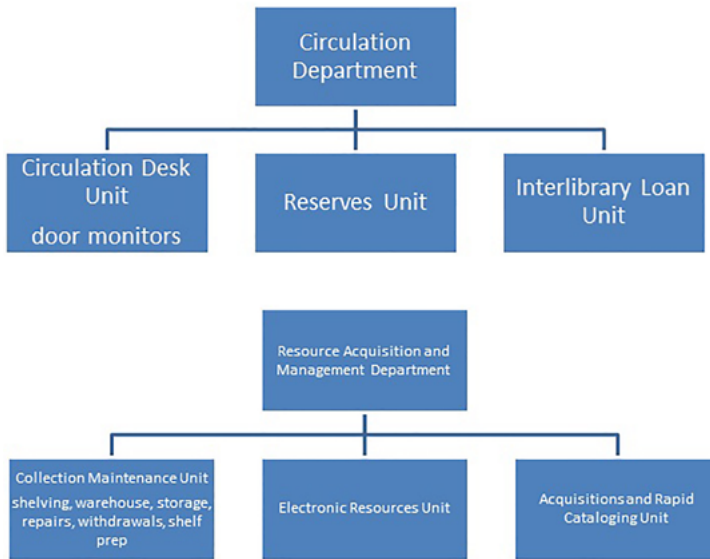 Circulation
Department
Circulation Desk
Unit
door monitors
Reserves Unit
Interlibrary Loan
Unit
Resource Acquisition and
Management Department
Collection Maintenance Unit
shelving, warehouse, storage,
repairs, withdrawals, shelf
prep
Electronic Resources Unit
Acquisitions and Rapid
Cataloging Unit